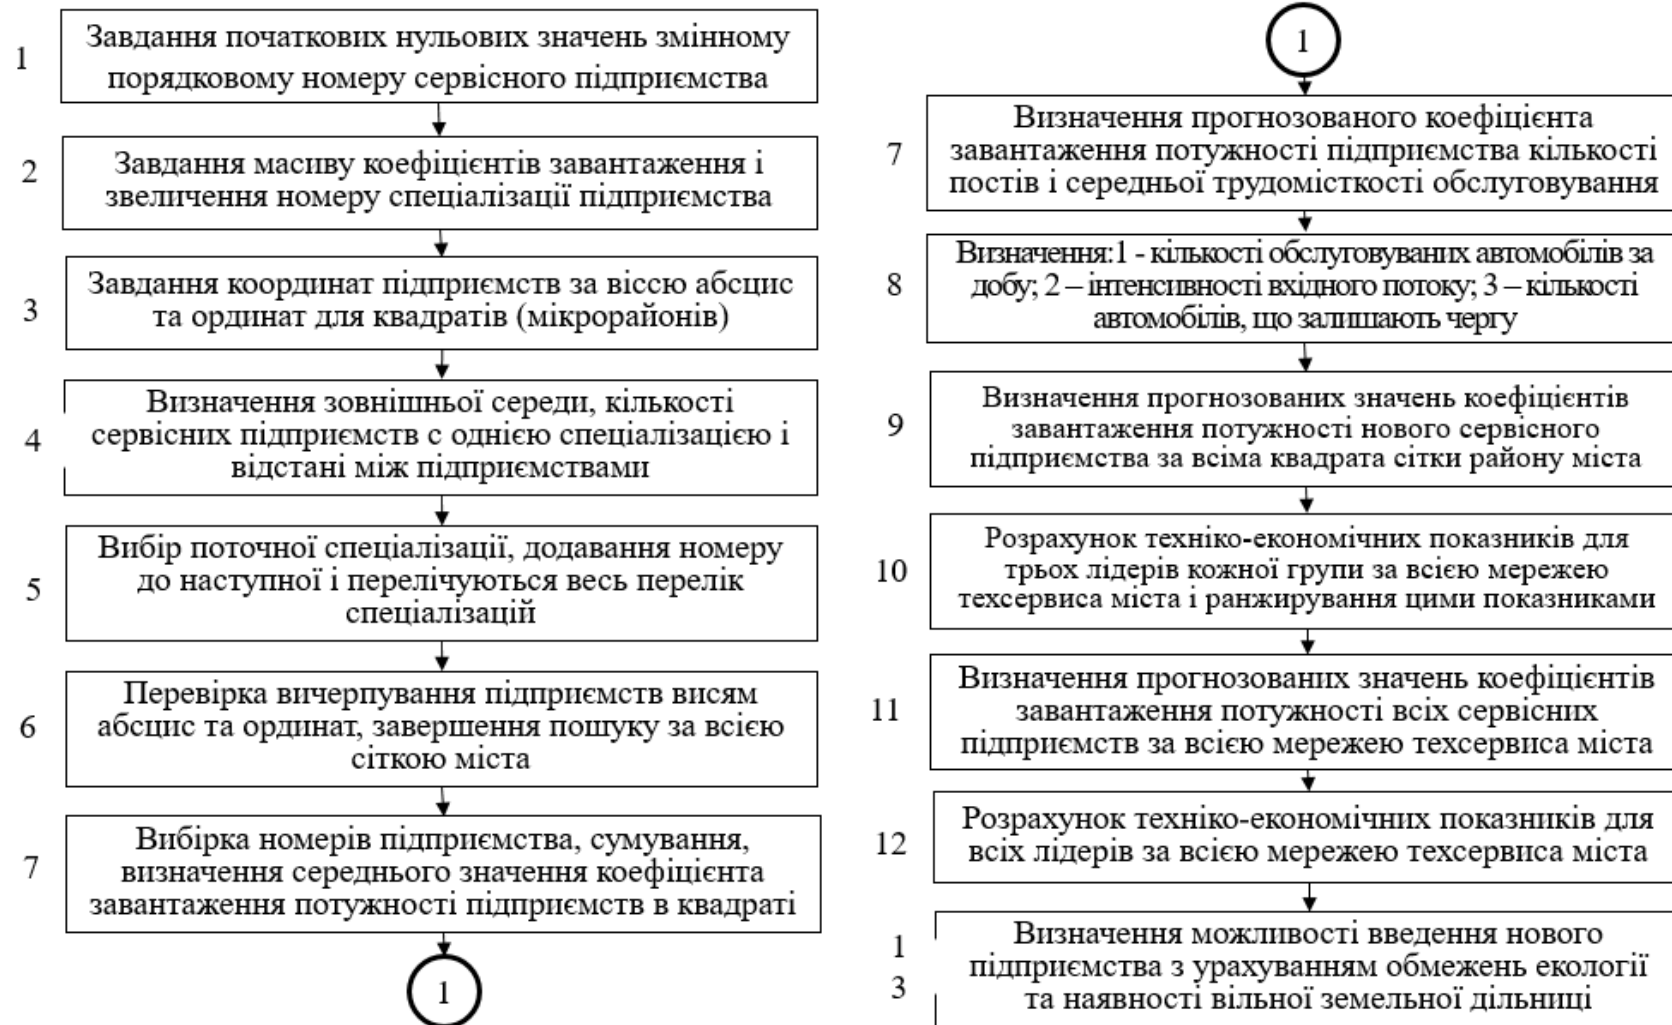 1
Завдання початкових нульових значень змінному
порядковому номеру сервісного підприємства
2
Завдання масиву коефіцієнтів завантаження і
звеличення номеру спеціалізації підприємства
3
Завдання координат підприємств за віссю абсцис
та ординат для квадратів (мікрорайонів)
4
Визначення зовнішньої середи, кількості
сервісних підприємств с однією спеціалізацією і
відстані між підприємствами
5
Вибір поточної спеціалізації, додавання номеру
до наступної і перелічуються весь перелік
спеціалізацій
6
Перевірка вичерпування підприємств висям
абсцис та ординат, завершення пошуку за всією
сіткою міста
7
Вибірка номерів підприємства, сумування,
визначення середнього значення коефіцієнта
завантаження потужності підприємств в квадраті
1
1
7
Визначення прогнозованого коефіцієнта
завантаження потужності підприємства кількості
постів і середньої трудомісткості обслуговування
8
Визначення:1 - кількості обслуговуваних автомобілів за
добу; 2 – інтенсивності вхідного потоку; 3 – кількості
автомобілів, що залишають чергу
9
Визначення прогнозованих значень коефіцієнтів
завантаження потужності нового сервісного
підприємства за всіма квадрата сітки району міста
10
Розрахунок техніко-економічних показників для
трьох лідерів кожної групи за всією мережею
техсервиса міста і ранжирування цими показниками
11
Визначення прогнозованих значень коефіцієнтів
завантаження потужності всіх сервісних
підприємств за всією мережею техсервиса міста
12
Розрахунок техніко-економічних показників для
всіх лідерів за всією мережею техсервиса міста
1
3
Визначення можливості введення нового
підприємства з урахуванням обмежень екології
та наявності вільної земельної дільниці